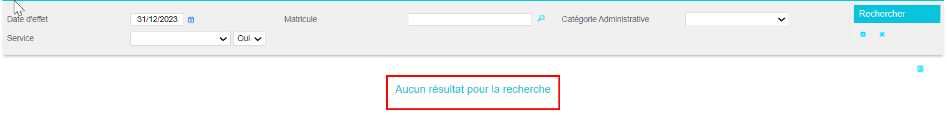 Date d'effet 31/12/2023 Matricule Catégorie Administrative Rechercher
Service Oui
Aucun résultat pour la recherche